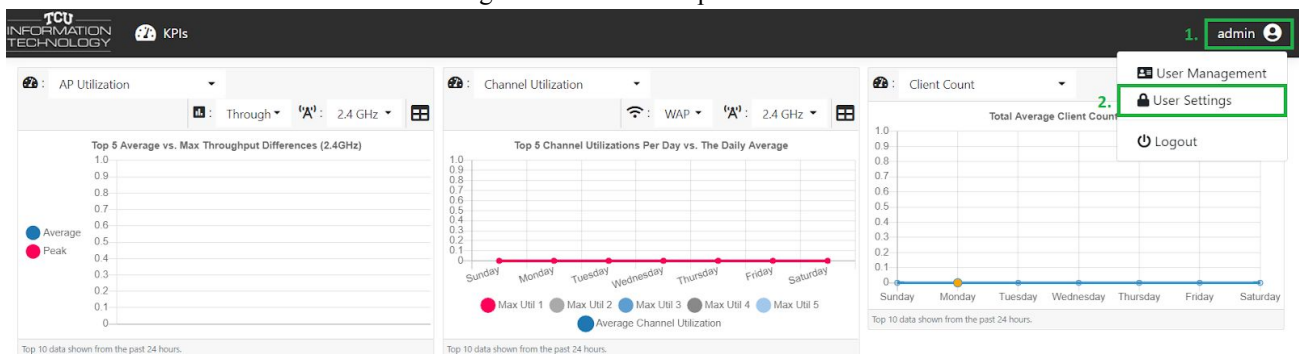 TCU
INFORMATION
TECHNOLOGY
KPIs
1. admin
User Management
2. User Settings
Logout
: AP Utilization
: Through : 2.4 GHz
Top 5 Average vs. Max Throughput Differences (2.4GHz)
1.0
0.9
0.8
0.7
0.6
0.5
0.4
0.3
0.2
0.1
0
Average
Peak
Top 10 data shown from the past 24 hours.
: Channel Utilization
: WAP : 2.4 GHz
Top 5 Channel Utilizations Per Day vs. The Daily Average
1.0
0.9
0.8
0.7
0.6
0.5
0.4
0.3
0.2
0.1
0
Sunday Monday Tuesday Wednesday Thursday Friday Saturday
Max Util 1 Max Util 2 Max Util 3 Max Util 4 Max Util 5
Average Channel Utilization
Top 10 data shown from the past 24 hours.
: Client Count
Total Average Client Count
1.0
0.9
0.8
0.7
0.6
0.5
0.4
0.3
0.2
0.1
0
Sunday Monday Tuesday Wednesday Thursday Friday Saturday
Top 10 data shown from the past 24 hours.